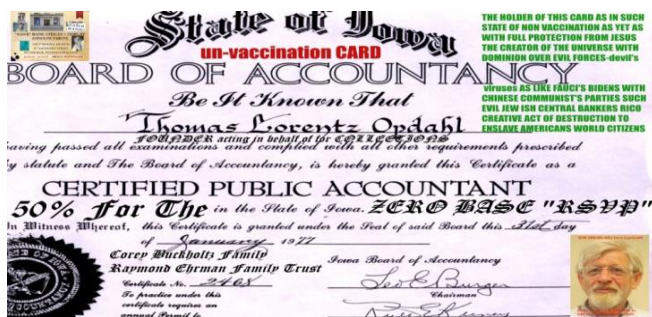 State of Iowa
un-vaccination CARD
BOARD OF ACCOUNTANCY
Be It Known That
Thomas Lorentz Opdahl
FOUNDER acting in behalf of for COLLECTIONS
having passed all examinations and complied with all other requirements prescribed
by statute and The Board of Accountancy, is hereby granted this Certificate as a
CERTIFIED PUBLIC ACCOUNTANT
50% For The in the State of Iowa. ZERO BASE "RSVP"
In Witness Whereof, this Certificate is granted under the Seal of said Board this 31st day
of January 1977
Corey Buckholtz Family
Raymond Ehrman Family Trust
Iowa Board of Accountancy
Certificate No. 2468
Chairman
To practice under this
certificate requires an
annual Permit to
THE HOLDER OF THIS CARD AS IN SUCH
STATE OF NON VACCINATION AS YET AS
WITH FULL PROTECTION FROM JESUS
THE CREATOR OF THE UNIVERSE WITH
DOMINION OVER EVIL FORCES-devil's
viruses AS LIKE FAUCI'S BIDENS WITH
CHINESE COMMUNIST'S PARTIES SUCH
EVIL JEW ISH CENTRAL BANKERS RICO
CREATIVE ACT OF DESTRUCTION TO
ENSLAVE AMERICANS WORLD CITIZENS